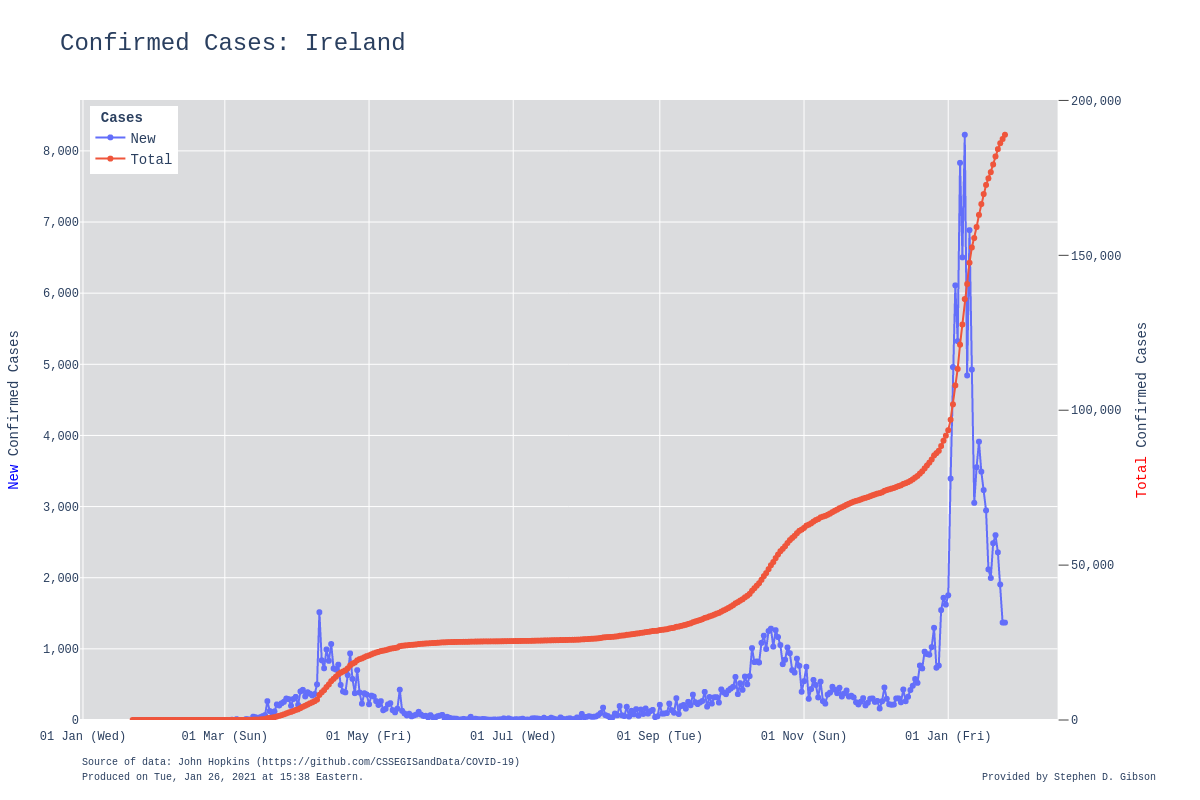 Confirmed Cases: Ireland
Cases
New
Total
8,000
7,000
6,000
5,000
4,000
3,000
2,000
1,000
0
New Confirmed Cases
200,000
150,000
100,000
50,000
0
Total Confirmed Cases
01 Jan (Wed)
01 Mar (Sun)
01 May (Fri)
01 Jul (Wed)
01 Sep (Tue)
01 Nov (Sun)
01 Jan (Fri)
Source of data: John Hopkins (https://github.com/CSSEGISandData/COVID-19)
Produced on Tue, Jan 26, 2021 at 15:38 Eastern.
Provided by Stephen D. Gibson